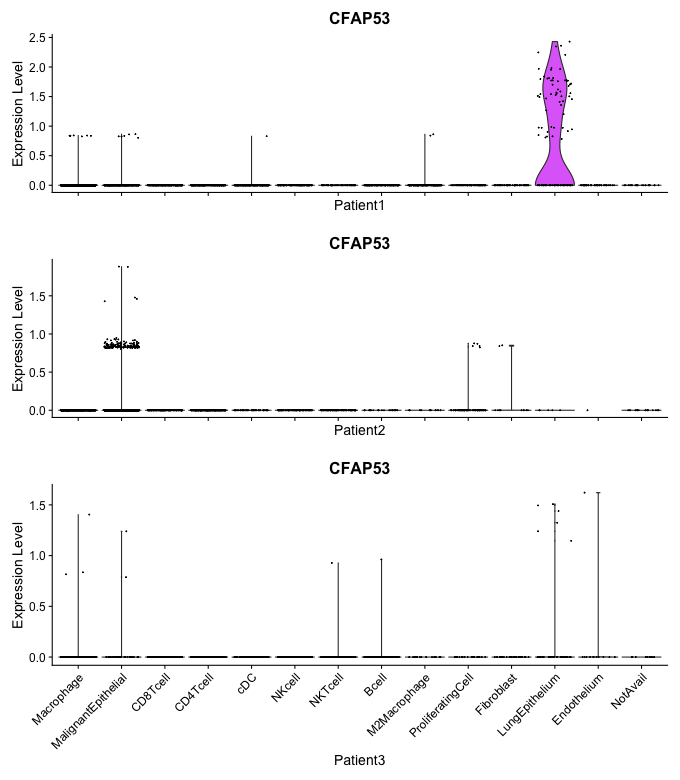 CFAP53
Expression Level
2.5
2.0
1.5
1.0
0.5
0.0
Patient1
CFAP53
Expression Level
1.5
1.0
0.5
0.0
Patient2
CFAP53
Expression Level
1.5
1.0
0.5
0.0
Macrophage
MalignantEpithelial
CD8Tcell
CD4Tcell
cDC
NKcell
NKTcell
Bcell
M2Macrophage
ProliferatingCell
Fibroblast
LungEpithelium
Endothelium
NotAvail
Patient3